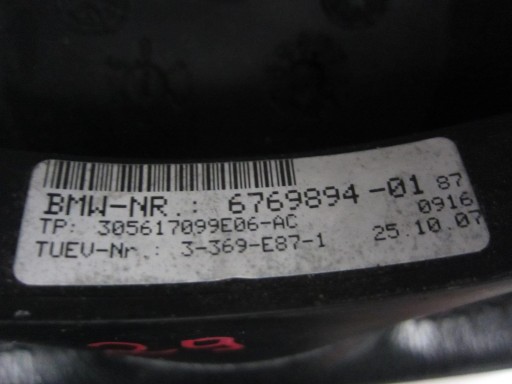 BMW-NR.: 6769894-01 87
TP: 305617099E06-AC 0916
TUEV-Nr.: 3-369-E87-1 25.10.07